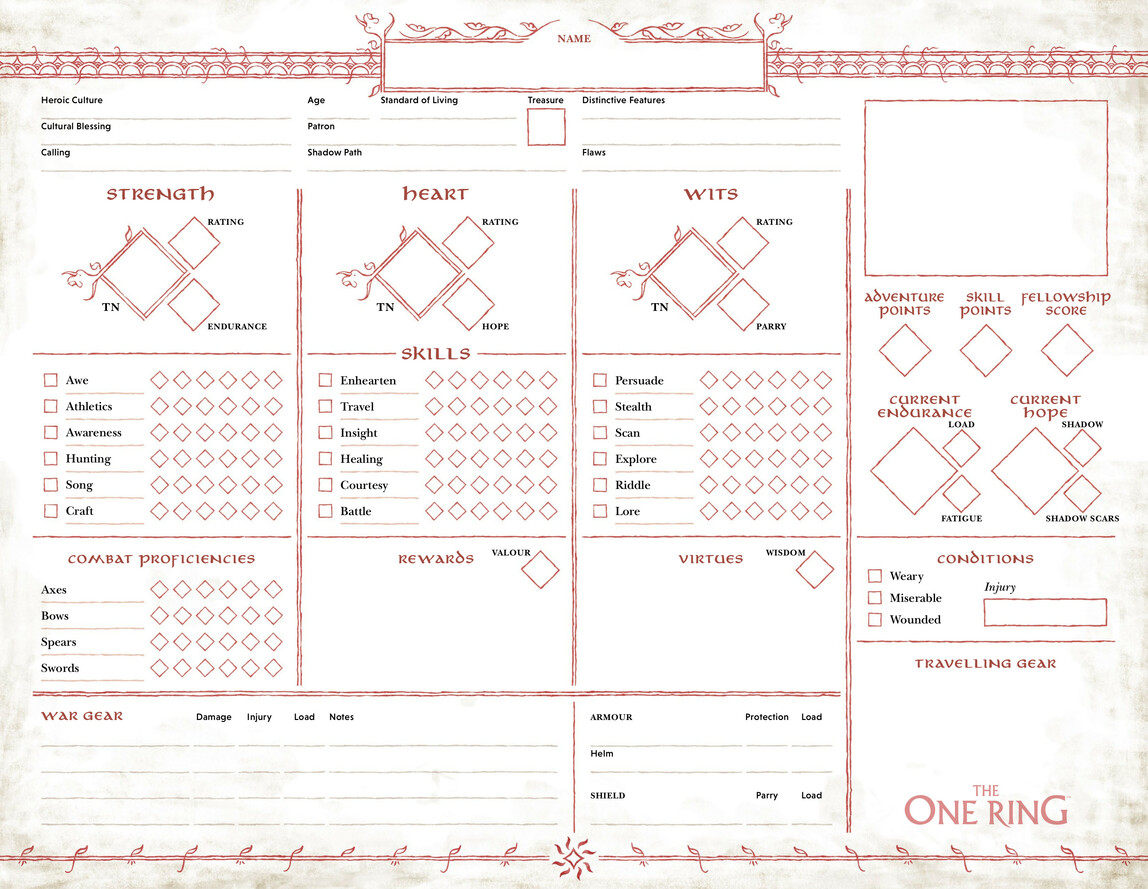 NAME
Heroic Culture
Age
Standard of Living
Treasure
Distinctive Features
Cultural Blessing
Patron
Calling
Shadow Path
Flaws
STRENGTH
RATING
TN
ENDURANCE
HEART
RATING
TN
HOPE
WITS
RATING
TN
PARRY
SKILLS
Awe
Athletics
Awareness
Hunting
Song
Craft
Enhearten
Travel
Insight
Healing
Courtesy
Battle
Persuade
Stealth
Scan
Explore
Riddle
Lore
COMBAT PROFICIENCIES
Axes
Bows
Spears
Swords
REWARDS
VALOUR
VIRTUES
WISDOM
ADVENTURE
POINTS
SKILL
POINTS
FELLOWSHIP
SCORE
CURRENT
ENDURANCE
LOAD
FATIGUE
CURRENT
HOPE
SHADOW
SHADOW SCARS
CONDITIONS
Weary
Miserable
Wounded
Injury
TRAVELLING GEAR
WAR GEAR
Damage
Injury
Load
Notes
ARMOUR
Protection
Load
Helm
SHIELD
Parry
Load
THE
ONE RING™